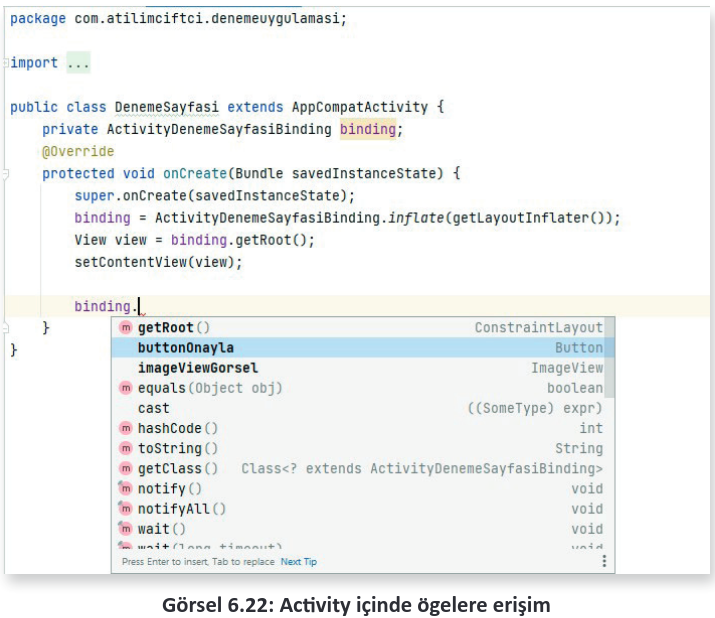 package com.atilimciftci.denemeuygulamasi;
import ...
public class DenemeSayfasi extends AppCompatActivity {
private ActivityDenemeSayfasiBinding binding;
@Override
protected void onCreate(Bundle savedInstanceState) {
super.onCreate(savedInstanceState);
binding = ActivityDenemeSayfasiBinding.inflate(getLayoutInflater());
View view = binding.getRoot();
setContentView(view);
binding.
}
}
m getRoot() ConstraintLayout
buttonOnayla Button
imageViewGorsel ImageView
m equals(Object obj) boolean
cast ((SomeType) expr)
m hashCode() int
m toString() String
m getClass() Class<? extends ActivityDenemeSayfasiBinding>
m notify() void
m notifyAll() void
m wait() void
m wait(long timeout) void
Press Enter to insert, Tab to replace Next Tip
Görsel 6.22: Activity içinde ögelere erişim